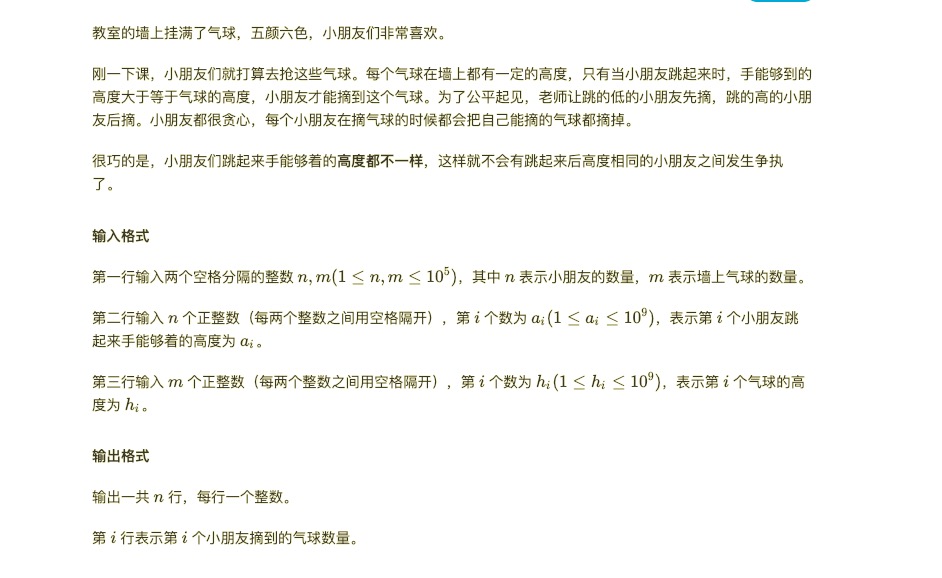 教室的墙上挂满了气球，五颜六色，小朋友们非常喜欢。
刚一下课，小朋友们就打算去抢这些气球。每个气球在墙上都有一定的高度，只有当小朋友跳起来时，手能够到的
高度大于等于气球的高度，小朋友才能摘到这个气球。为了公平起见，老师让跳的低的小朋友先摘，跳的高的小朋
友后摘。小朋友都很贪心，每个小朋友在摘气球的时候都会把自己能摘的气球都摘掉。
很巧的是，小朋友们跳起来手能够着的高度都不一样，这样就不会有跳起来后高度相同的小朋友之间发生争执
了。
输入格式
第一行输入两个空格分隔的整数 n, m(1 ≤ n, m ≤ 10⁵)，其中 n 表示小朋友的数量，m 表示墙上气球的数量。
第二行输入 n 个正整数（每两个整数之间用空格隔开），第 i 个数为 aᵢ(1 ≤ aᵢ ≤ 10⁹)，表示第 i 个小朋友跳
起来手能够着的高度为 aᵢ。
第三行输入 m 个正整数（每两个整数之间用空格隔开），第 i 个数为 hᵢ(1 ≤ hᵢ ≤ 10⁹)，表示第 i 个气球的高
度为 hᵢ。
输出格式
输出一共 n 行，每行一个整数。
第 i 行表示第 i 个小朋友摘到的气球数量。